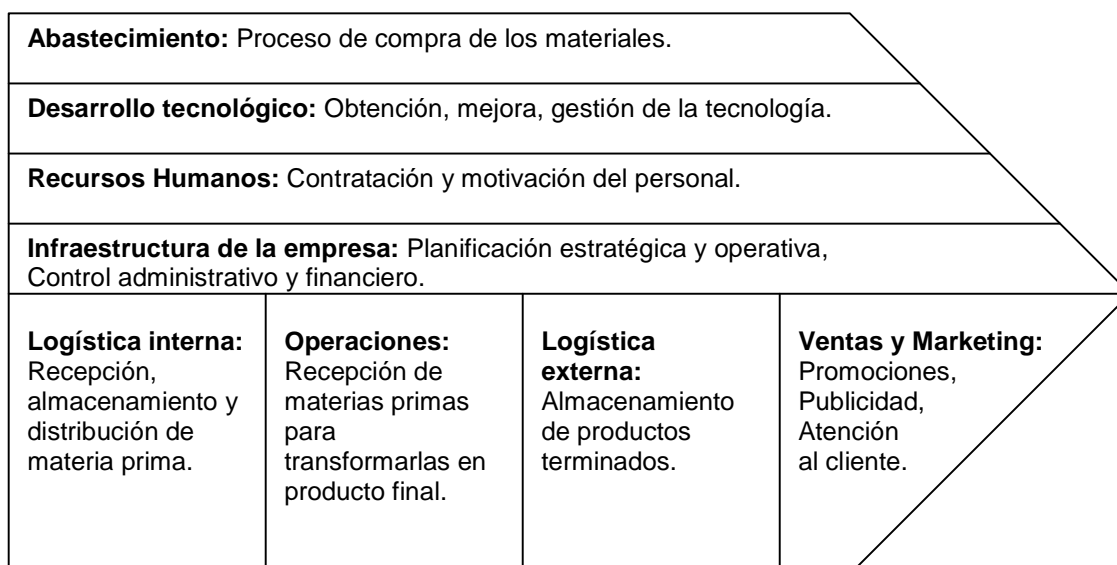 Abastecimiento: Proceso de compra de los materiales.
Desarrollo tecnológico: Obtención, mejora, gestión de la tecnología.
Recursos Humanos: Contratación y motivación del personal.
Infraestructura de la empresa: Planificación estratégica y operativa,
Control administrativo y financiero.
Logística interna:
Recepción,
almacenamiento y
distribución de
materia prima.
Operaciones:
Recepción de
materias primas
para
transformarlas en
producto final.
Logística
externa:
Almacenamiento
de productos
terminados.
Ventas y Marketing:
Promociones,
Publicidad,
Atención
al cliente.